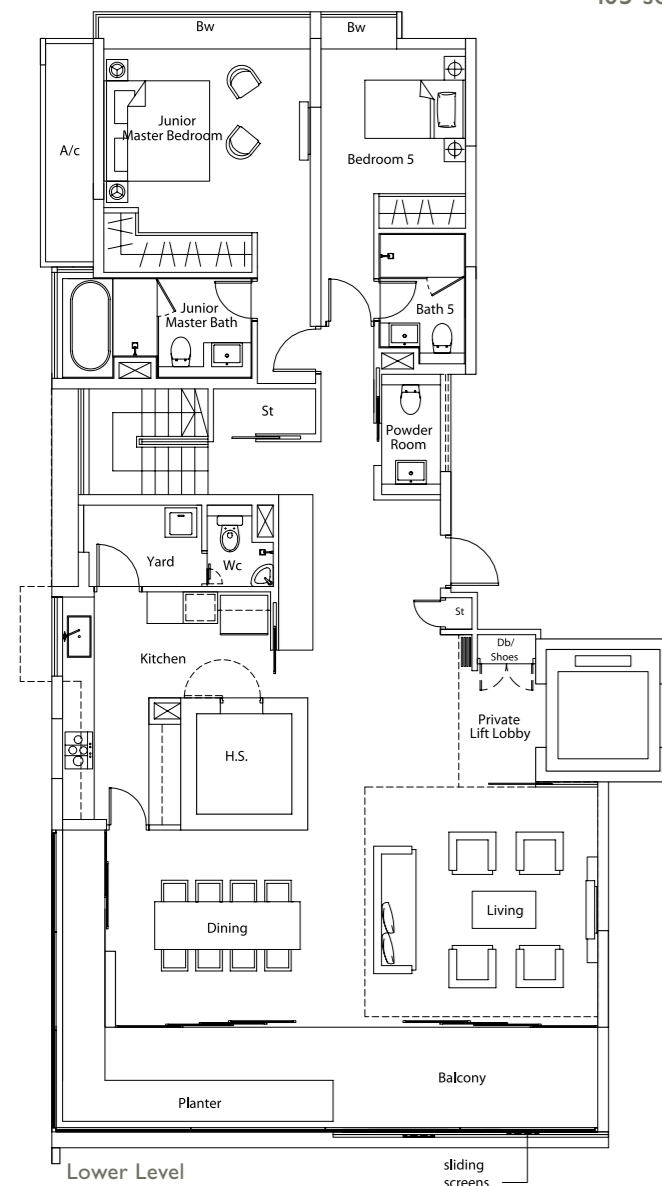 Bw
Bw
Junior
Master Bedroom
A/c
Bedroom 5
Junior
Master Bath
Bath 5
St
Powder
Room
Yard
Wc
St
Kitchen
Db/
Shoes
Private
Lift Lobby
H.S.
Dining
Living
Balcony
Planter
Lower Level
sliding
screens